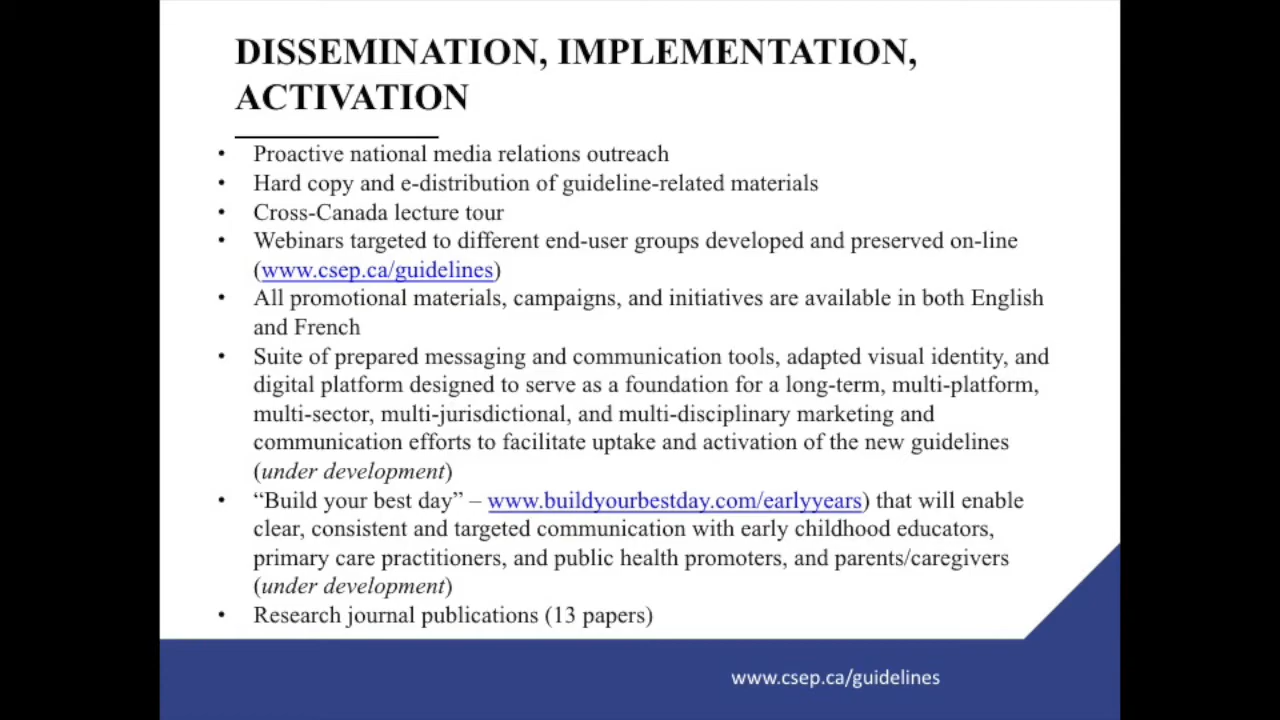 DISSEMINATION, IMPLEMENTATION,
ACTIVATION
• Proactive national media relations outreach
• Hard copy and e-distribution of guideline-related materials
• Cross-Canada lecture tour
• Webinars targeted to different end-user groups developed and preserved on-line
(www.csep.ca/guidelines)
• All promotional materials, campaigns, and initiatives are available in both English
and French
• Suite of prepared messaging and communication tools, adapted visual identity, and
digital platform designed to serve as a foundation for a long-term, multi-platform,
multi-sector, multi-jurisdictional, and multi-disciplinary marketing and
communication efforts to facilitate uptake and activation of the new guidelines
(under development)
• “Build your best day” – www.buildyourbestday.com/earlyyears) that will enable
clear, consistent and targeted communication with early childhood educators,
primary care practitioners, and public health promoters, and parents/caregivers
(under development)
• Research journal publications (13 papers)
www.csep.ca/guidelines